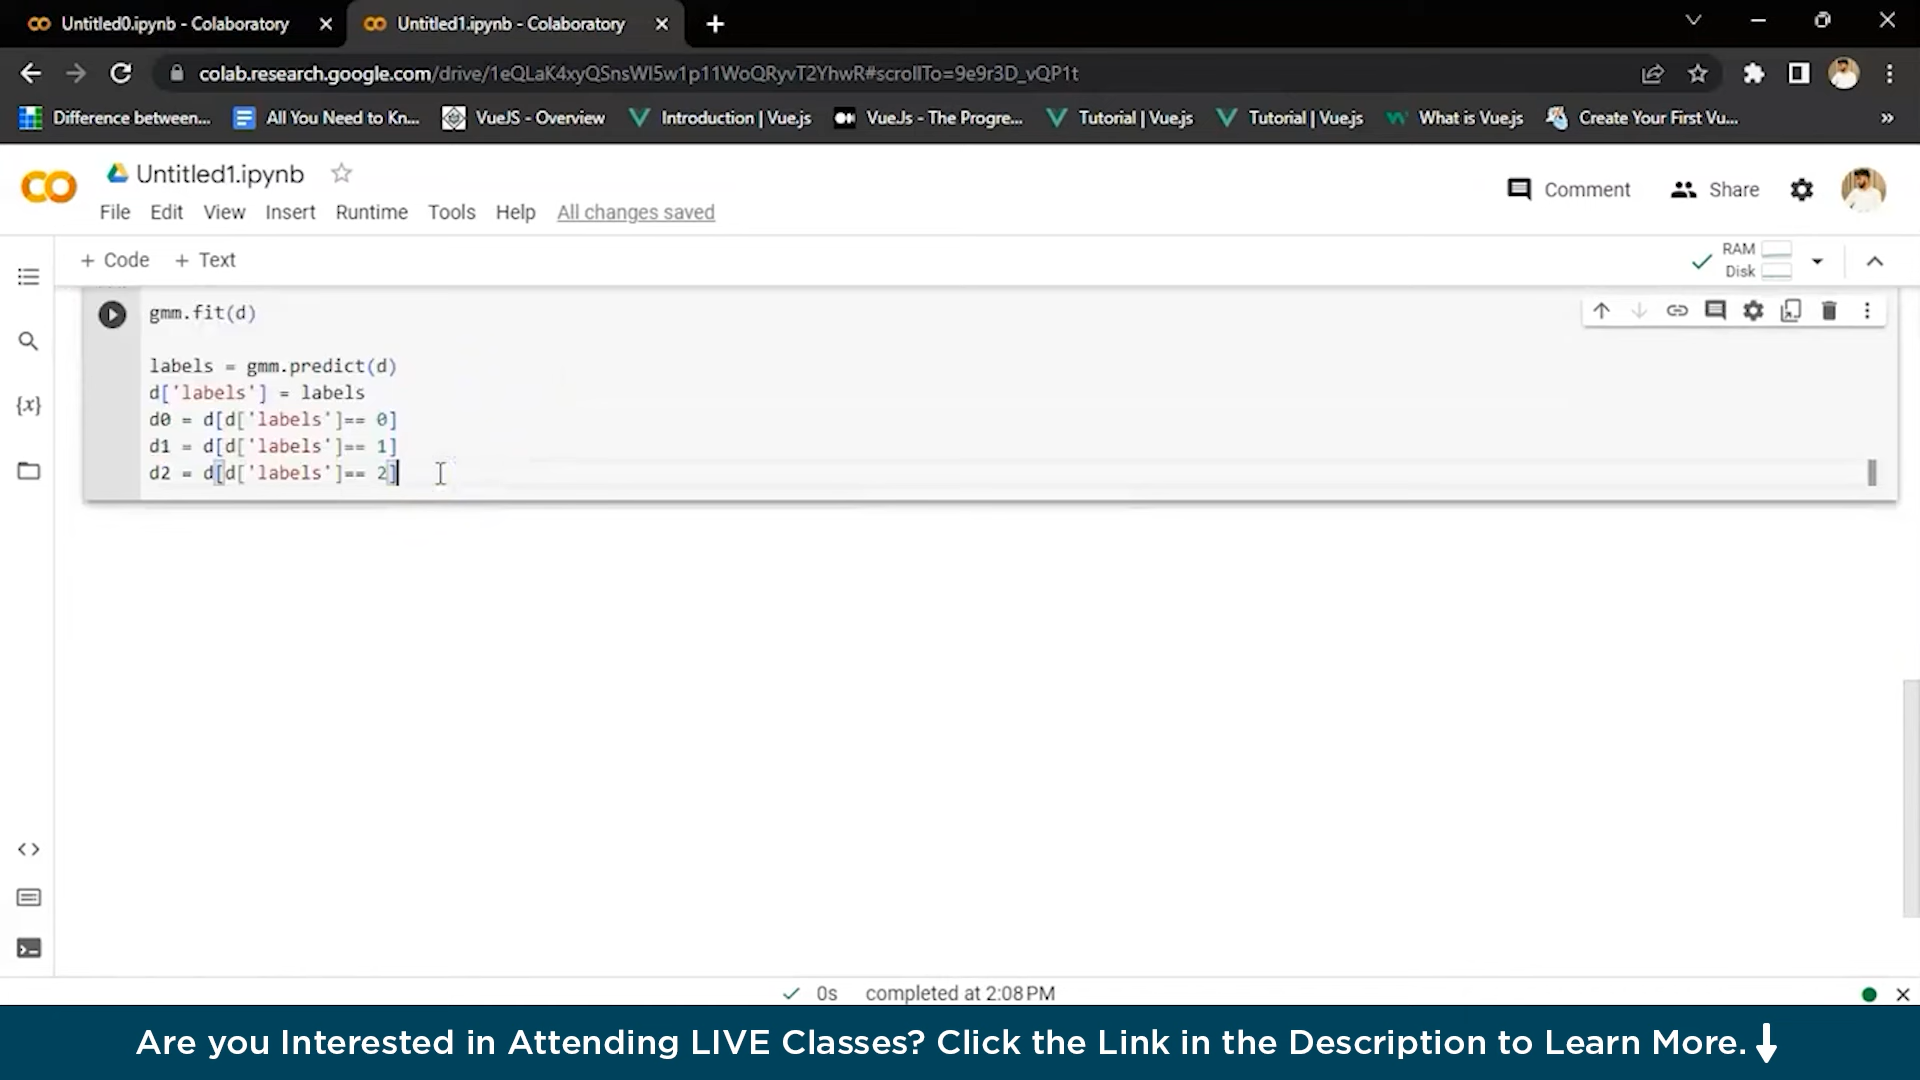 Untitled0.ipynb - Colaboratory
Untitled1.ipynb - Colaboratory
colab.research.google.com/drive/1eQLaK4xyQSnsWI5w1p11WoQRyvT2YhwR#scrollTo=9e9r3D_vQP1t
Difference between...
All You Need to Kn...
VueJS - Overview
Introduction | Vue.js
VueJs - The Progre...
Tutorial | Vue.js
Tutorial | Vue.js
What is Vue.js
Create Your First Vu...
»
CO
Untitled1.ipynb
File Edit View Insert Runtime Tools Help All changes saved
Comment
Share
+ Code + Text
RAM
Disk
gmm.fit(d)
labels = gmm.predict(d)
d['labels'] = labels
d0 = d[d['labels']== 0]
d1 = d[d['labels']== 1]
d2 = d[d['labels']== 2]
{x}
0s completed at 2:08 PM
Are you Interested in Attending LIVE Classes? Click the Link in the Description to Learn More.